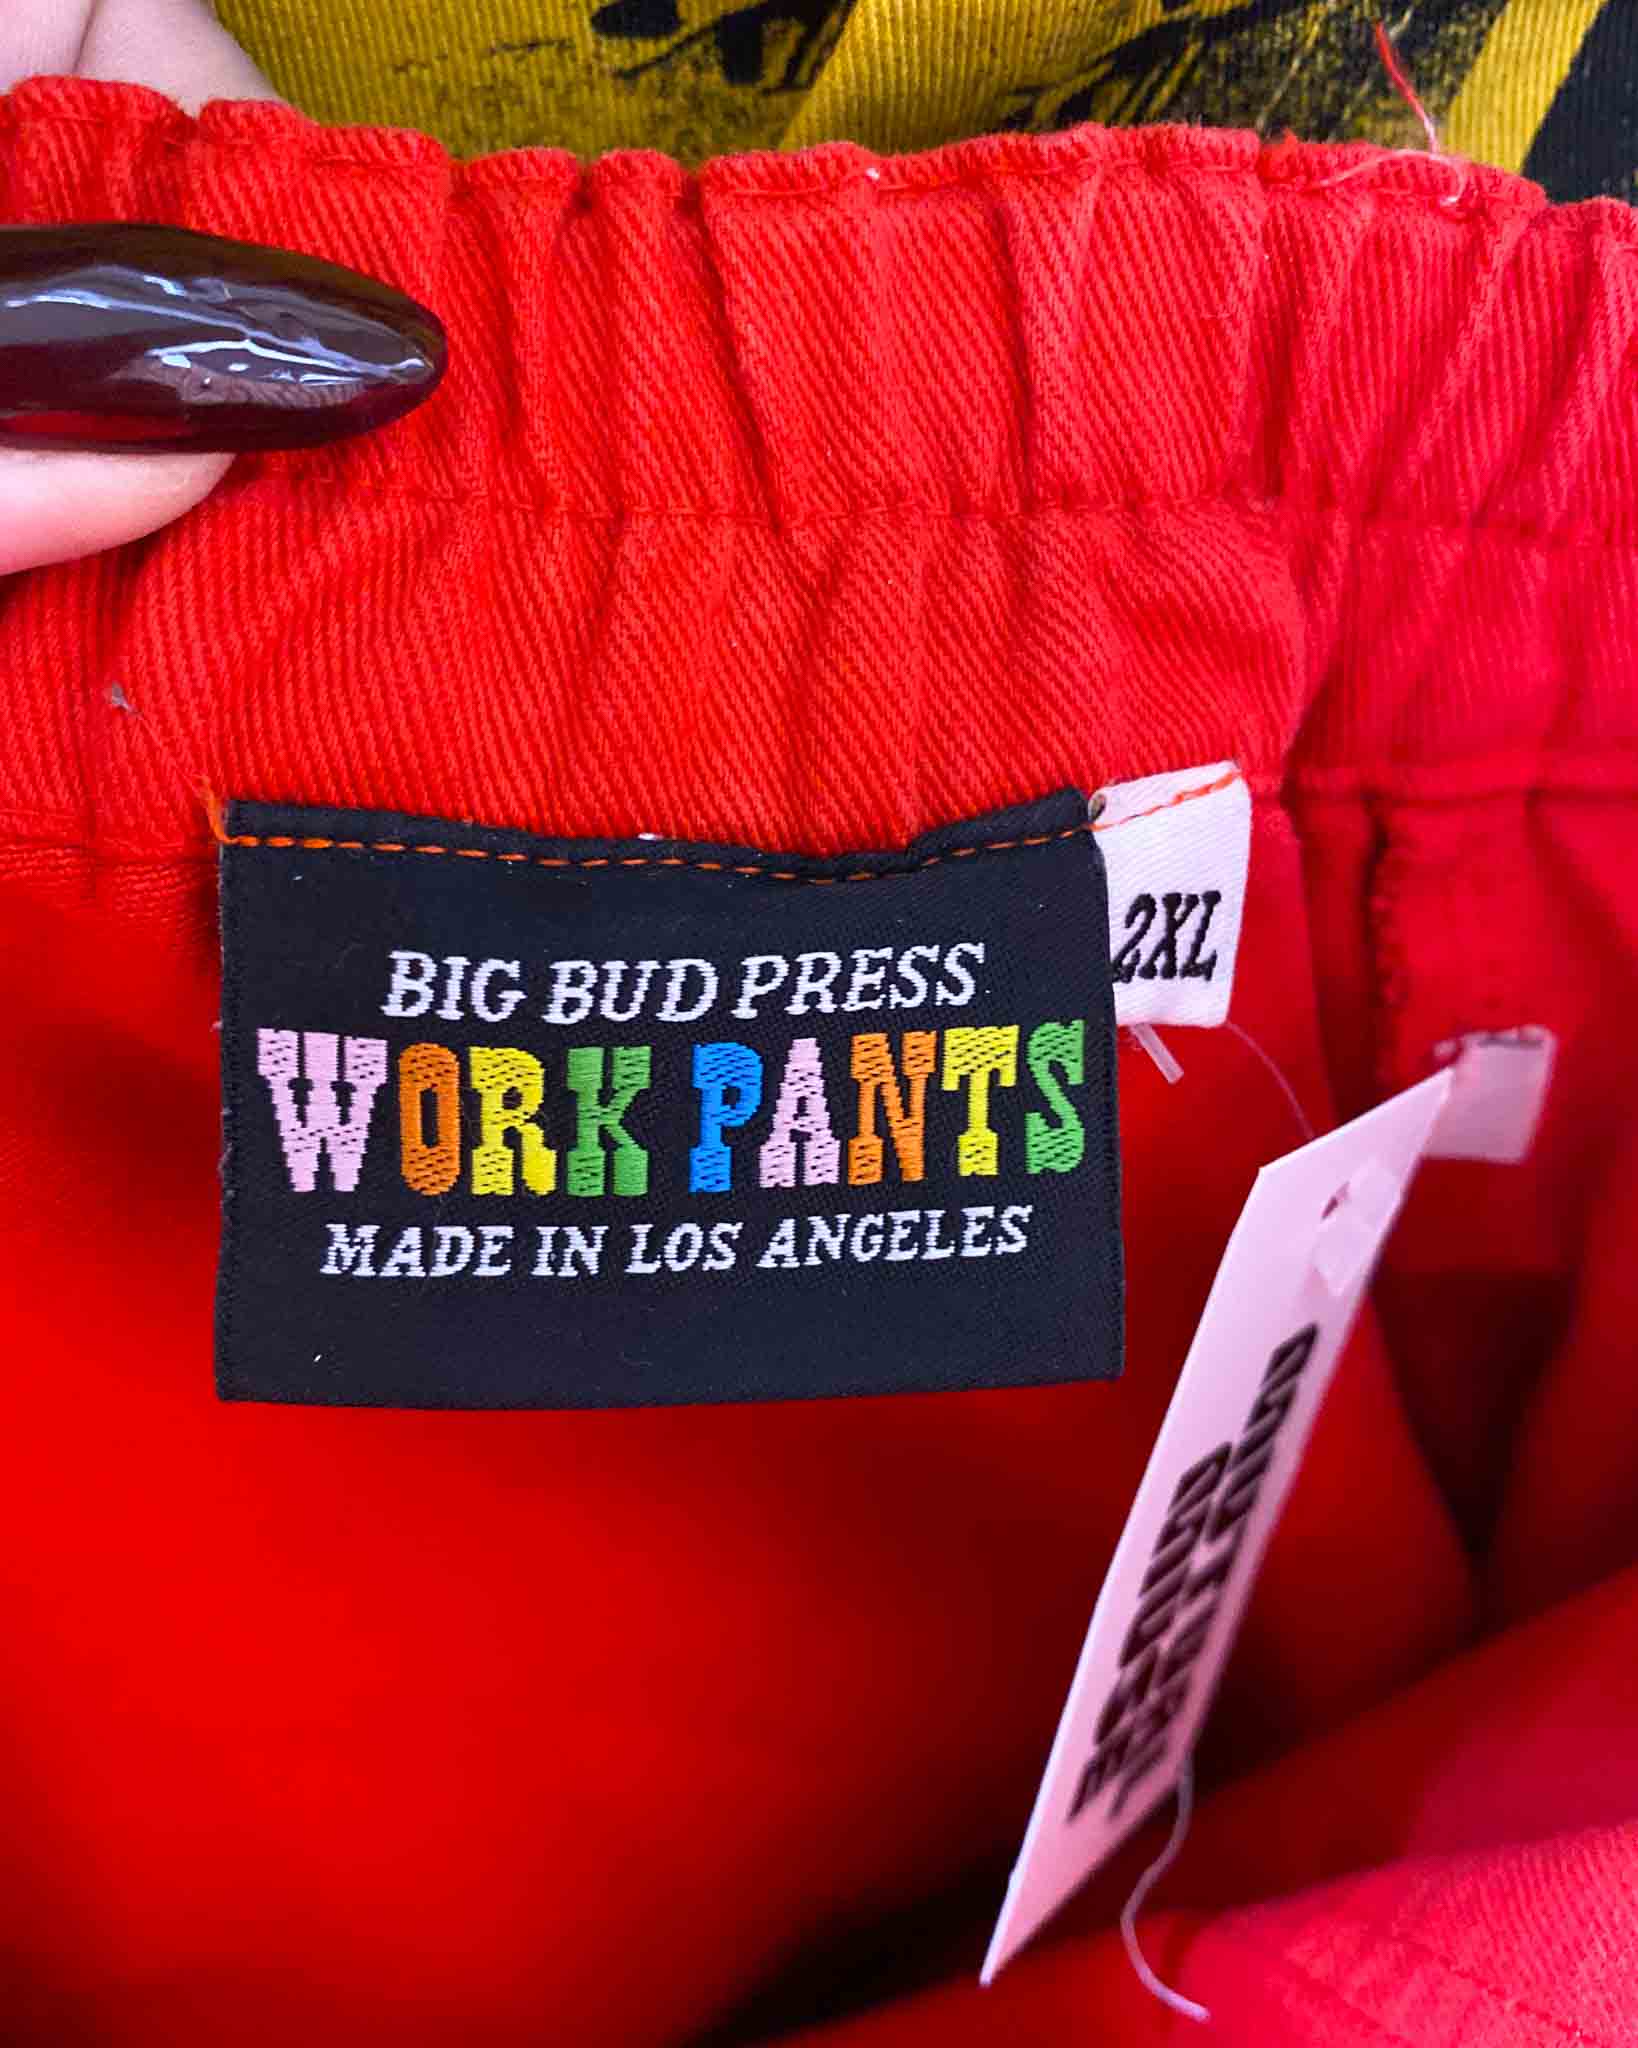 BIG BUD PRESS
WORK PANTS
MADE IN LOS ANGELES
2XL